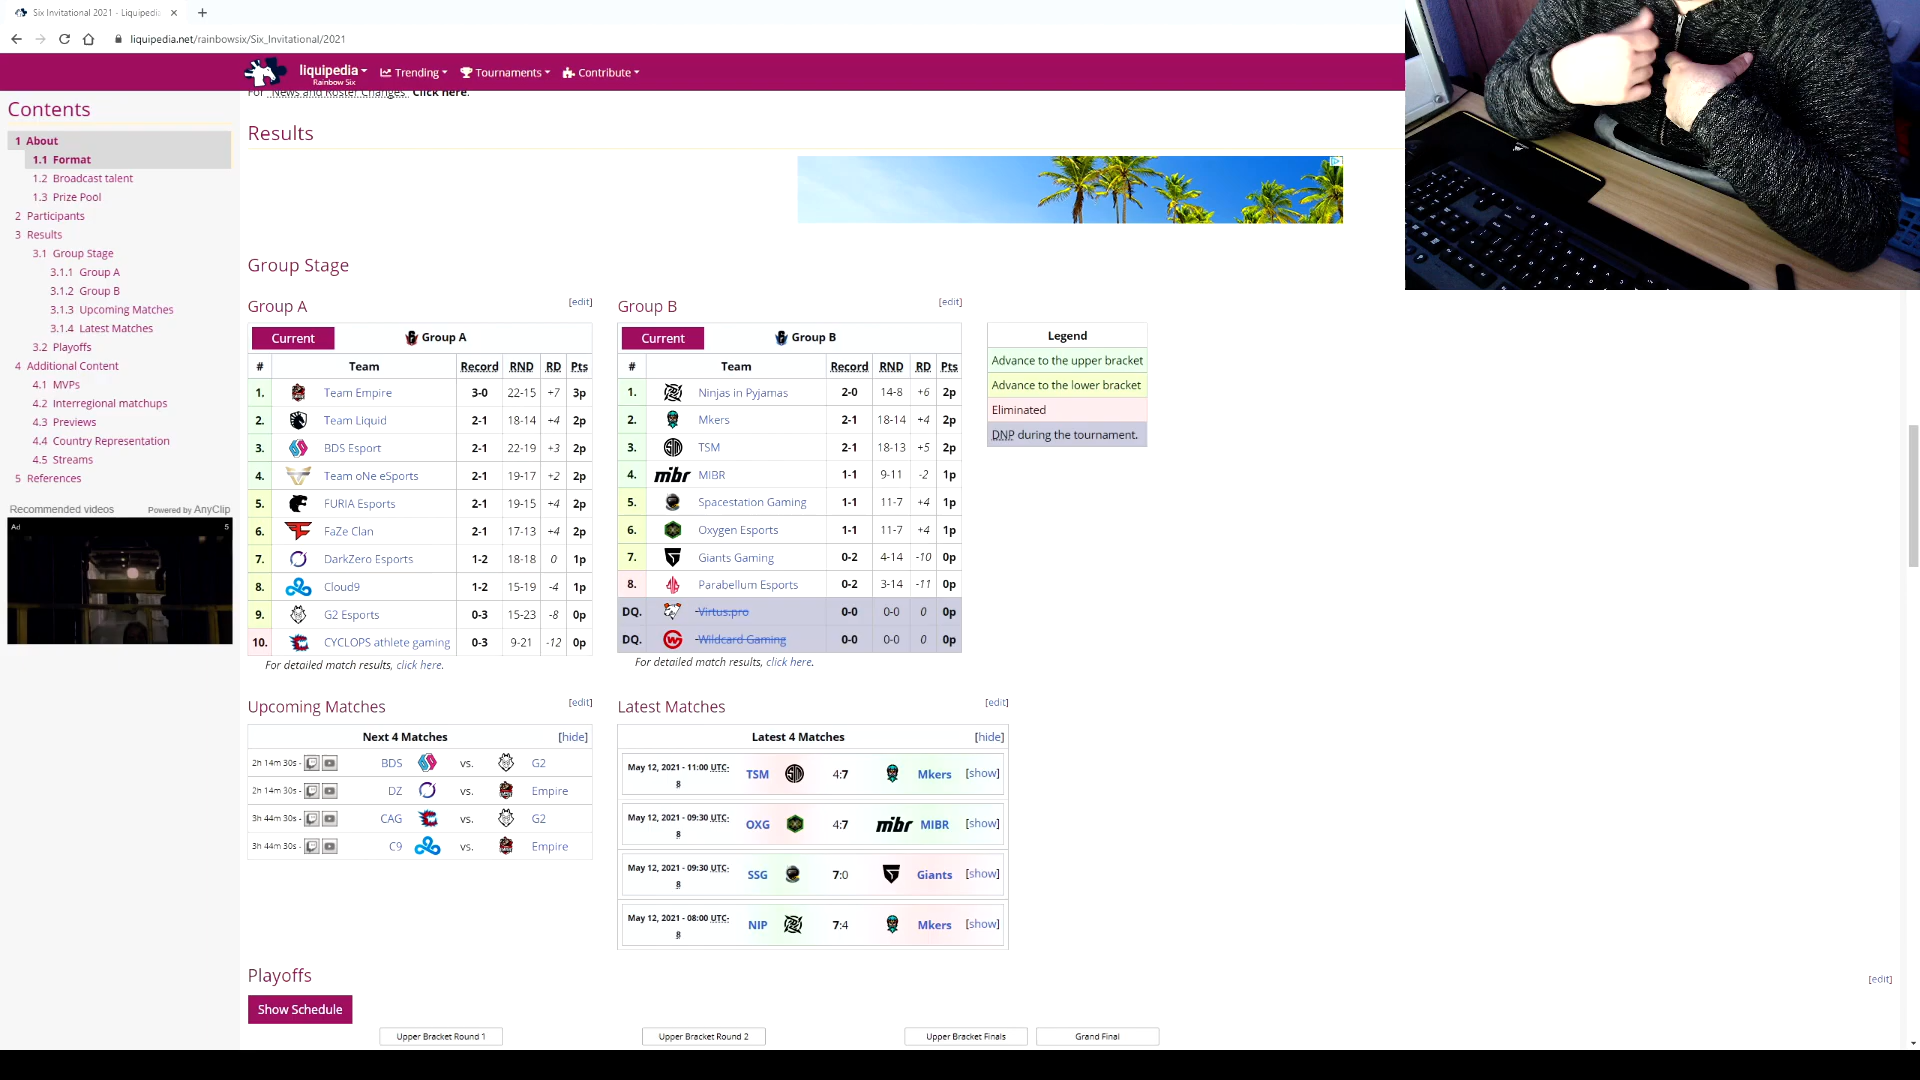 Six Invitational 2021 - Liquipedia
liquipedia.net/rainbowsix/Six_Invitational/2021
liquipedia
Rainbow Six
Trending
Tournaments
Contribute
Contents
1 About
1.1 Format
1.2 Broadcast talent
1.3 Prize Pool
2 Participants
3 Results
3.1 Group Stage
3.1.1 Group A
3.1.2 Group B
3.1.3 Upcoming Matches
3.1.4 Latest Matches
3.2 Playoffs
4 Additional Content
4.1 MVPs
4.2 Interregional matchups
4.3 Previews
4.4 Country Representation
4.5 Streams
5 References
Recommended videos Powered by AnyClip
Ad 5
For "News and Roster Changes" Click here.
Results
Group Stage
Group A [edit]
Current Group A
# Team Record RND RD Pts
1. Team Empire 3-0 22-15 +7 3p
2. Team Liquid 2-1 18-14 +4 2p
3. BDS Esport 2-1 22-19 +3 2p
4. Team oNe eSports 2-1 19-17 +2 2p
5. FURIA Esports 2-1 19-15 +4 2p
6. FaZe Clan 2-1 17-13 +4 2p
7. DarkZero Esports 1-2 18-18 0 1p
8. Cloud9 1-2 15-19 -4 1p
9. G2 Esports 0-3 15-23 -8 0p
10. CYCLOPS athlete gaming 0-3 9-21 -12 0p
For detailed match results, click here.
Group B [edit]
Current Group B
# Team Record RND RD Pts
1. Ninjas in Pyjamas 2-0 14-8 +6 2p
2. Mkers 2-1 18-14 +4 2p
3. TSM 2-1 18-13 +5 2p
4. mibr MIBR 1-1 9-11 -2 1p
5. Spacestation Gaming 1-1 11-7 +4 1p
6. Oxygen Esports 1-1 11-7 +4 1p
7. Giants Gaming 0-2 4-14 -10 0p
8. Parabellum Esports 0-2 3-14 -11 0p
DQ. Virtus.pro 0-0 0-0 0 0p
DQ. Wildcard Gaming 0-0 0-0 0 0p
For detailed match results, click here.
Legend
Advance to the upper bracket
Advance to the lower bracket
Eliminated
DNP during the tournament.
Upcoming Matches [edit]
Next 4 Matches [hide]
2h 14m 30s - BDS vs. G2
2h 14m 30s - DZ vs. Empire
3h 44m 30s - CAG vs. G2
3h 44m 30s - C9 vs. Empire
Latest Matches [edit]
Latest 4 Matches [hide]
May 12, 2021 - 11:00 UTC-
8
TSM 4:7 Mkers [show]
May 12, 2021 - 09:30 UTC-
8
OXG 4:7 mibr MIBR [show]
May 12, 2021 - 09:30 UTC-
8
SSG 7:0 Giants [show]
May 12, 2021 - 08:00 UTC-
8
NIP 7:4 Mkers [show]
Playoffs [edit]
Show Schedule
Upper Bracket Round 1 Upper Bracket Round 2 Upper Bracket Finals Grand Final